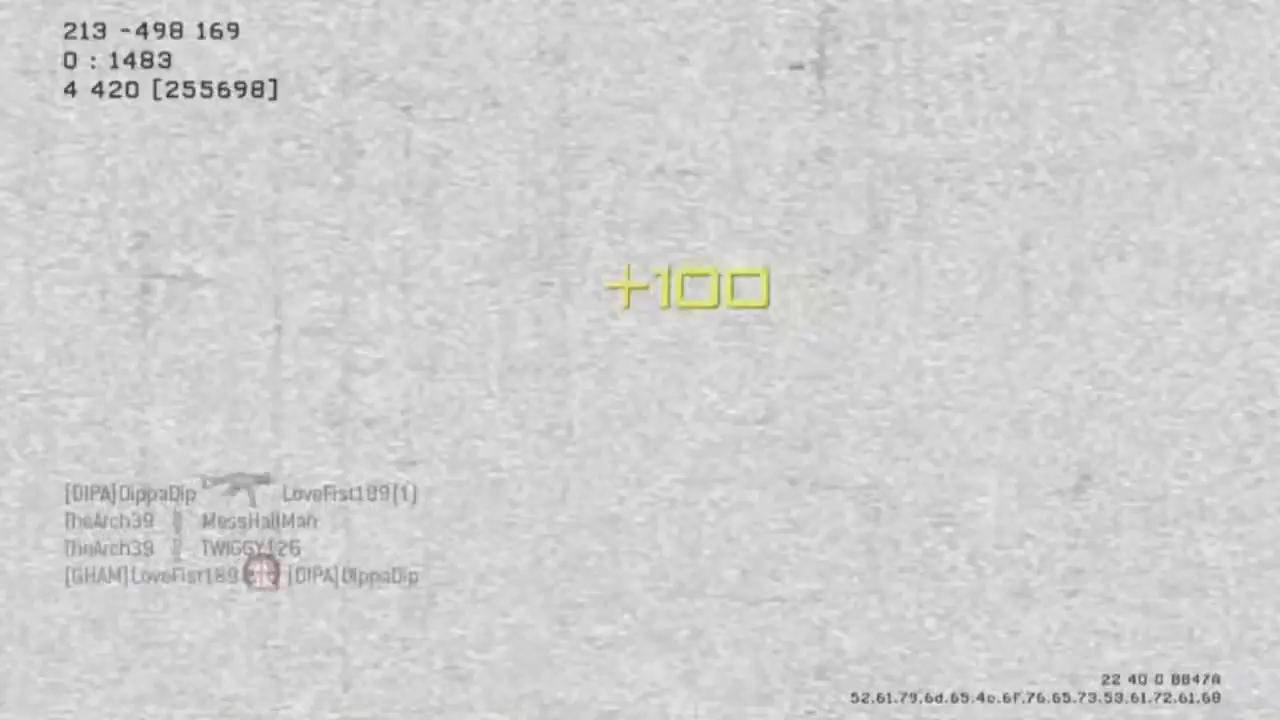 213 -498 169
0 : 1483
4 420 [255698]
+100
[DIPA]DippaDip LoveFist189(1)
TheArch39 MessHallMan
TheArch39 TWIGGY126
[GHAM]LoveFist189 [DIPA]DippaDip
22 40 0 8847A
52.61.79.6d.65.4e.6f.76.65.73.53.61.72.61.68